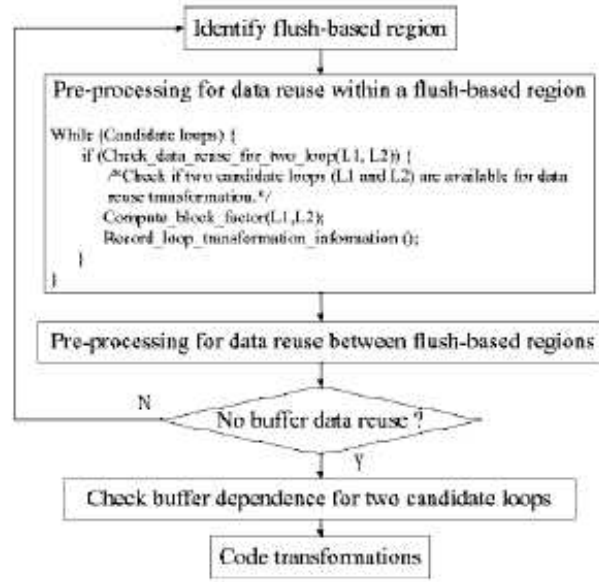 Identify flush-based region
Pre-processing for data reuse within a flush-based region
While (Candidate loops) {
if (Check_data_reuse_for_two_loop(L1, L2)) {
/*Check if two candidate loops (L1 and L2) are available for data
reuse transformation.*/
Compute_block_factor(L1,L2);
Record_loop_transformation_information ();
}
}
Pre-processing for data reuse between flush-based regions
N
No buffer data reuse ?
Y
Check buffer dependence for two candidate loops
Code transformations